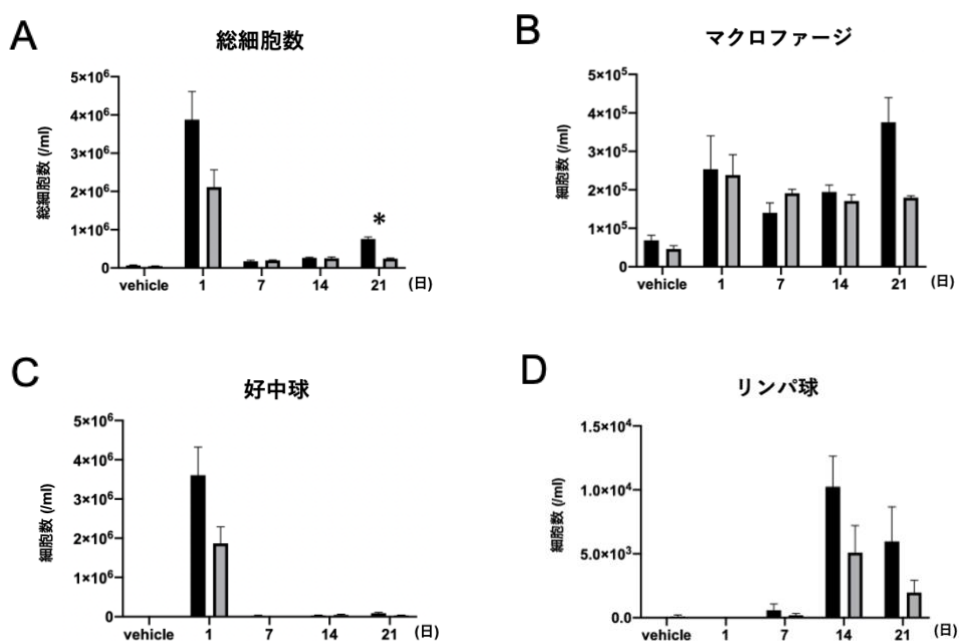 A
総細胞数
総細胞数 (/ml)
5×10⁶
4×10⁶
3×10⁶
2×10⁶
1×10⁶
0
*
vehicle 1 7 14 21 (日)
B
マクロファージ
細胞数 (/ml)
5×10⁵
4×10⁵
3×10⁵
2×10⁵
1×10⁵
0
vehicle 1 7 14 21 (日)
C
好中球
細胞数 (/ml)
5×10⁶
4×10⁶
3×10⁶
2×10⁶
1×10⁶
0
vehicle 1 7 14 21 (日)
D
リンパ球
細胞数 (/ml)
1.5×10⁴
1.0×10⁴
5.0×10³
0.0
vehicle 1 7 14 21 (日)